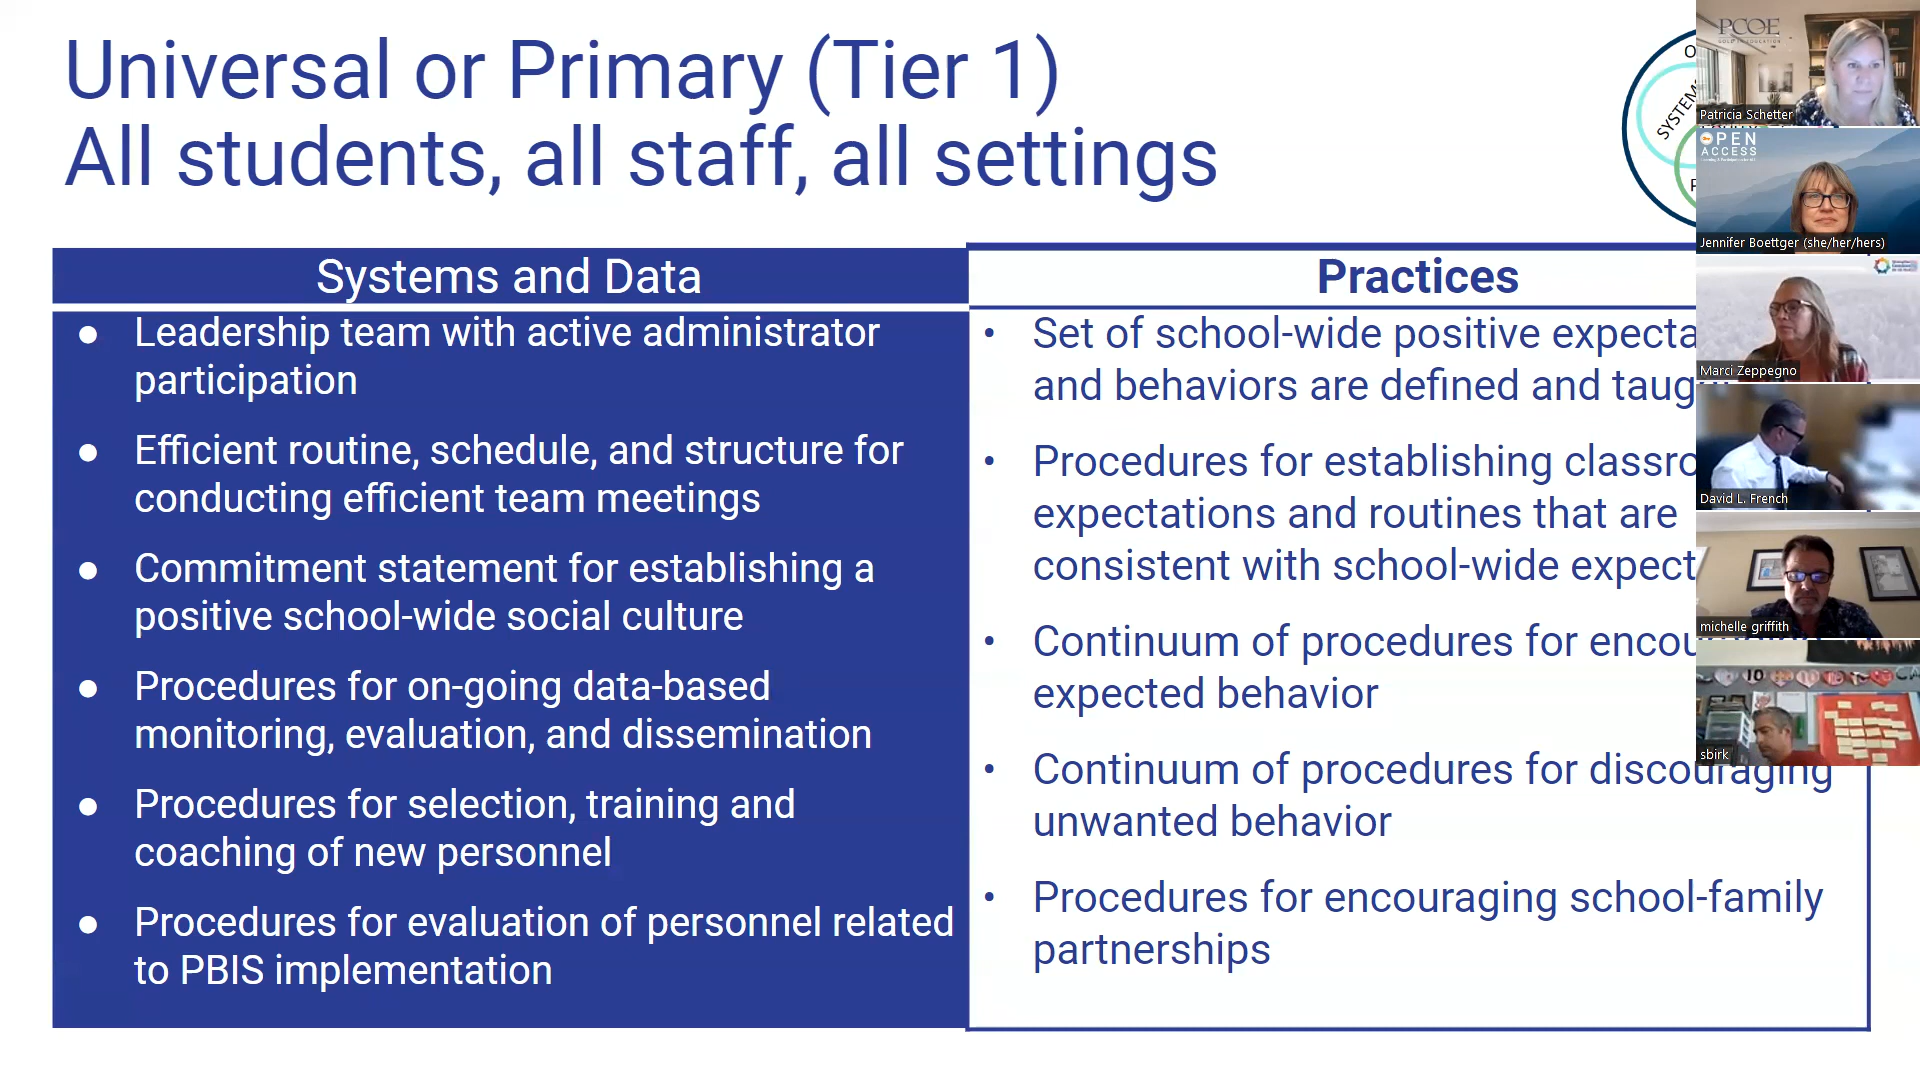 Universal or Primary (Tier 1)
All students, all staff, all settings
Systems and Data
● Leadership team with active administrator
participation
● Efficient routine, schedule, and structure for
conducting efficient team meetings
● Commitment statement for establishing a
positive school-wide social culture
● Procedures for on-going data-based
monitoring, evaluation, and dissemination
● Procedures for selection, training and
coaching of new personnel
● Procedures for evaluation of personnel related
to PBIS implementation
Practices
• Set of school-wide positive
and behaviors are defined and
• Procedures for establishing
expectations and routines that are
consistent with school-wide
• Continuum of procedures for
expected behavior
• Continuum of procedures for discouraging
unwanted behavior
• Procedures for encouraging school-family
partnerships
PCOE
Patricia Schetter
OPEN
ACCESS
Jennifer Boettger (she/her/hers)
Marci Zeppegno
David L. French
michelle griffith
10
sbirk